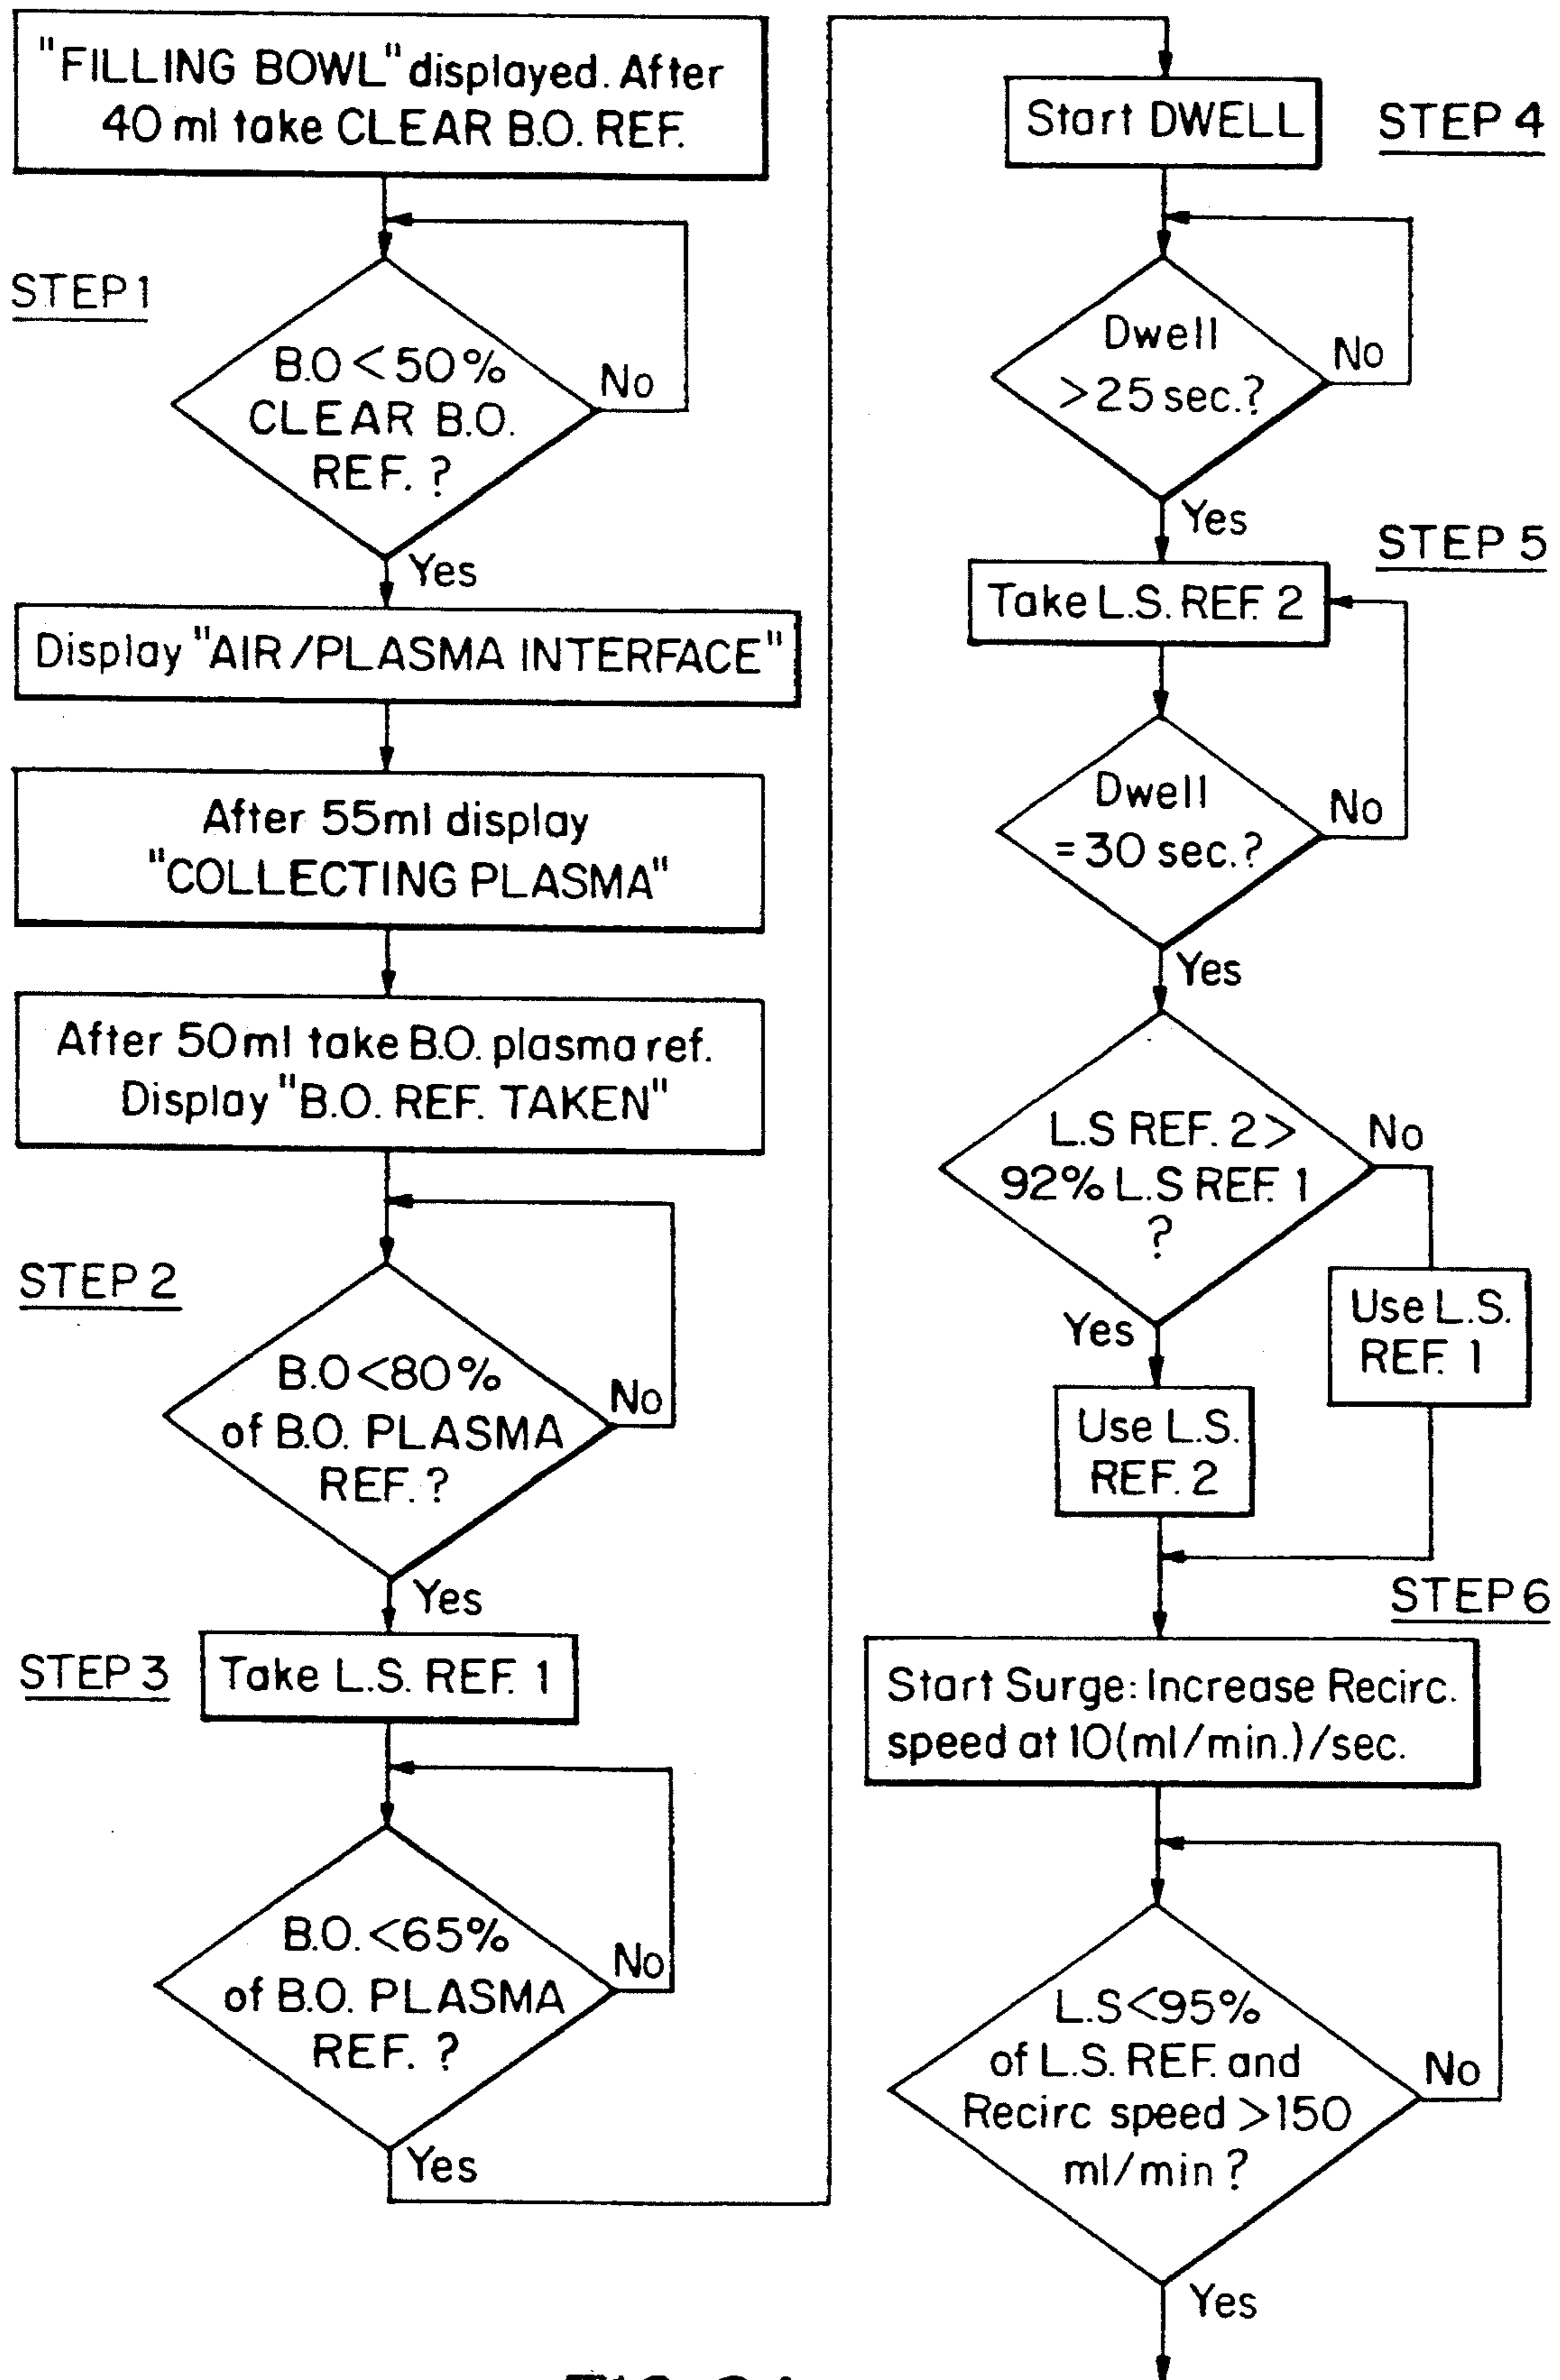 "FILLING BOWL" displayed. After
40 ml take CLEAR B.O. REF.
STEP 1
B.O < 50%
CLEAR B.O.
REF. ?
No
Yes
Display "AIR/PLASMA INTERFACE"
After 55ml display
"COLLECTING PLASMA"
After 50ml take B.O. plasma ref.
Display "B.O. REF. TAKEN"
STEP 2
B.O <80%
of B.O. PLASMA
REF. ?
No
Yes
STEP 3
Take L.S. REF. 1
B.O. <65%
of B.O. PLASMA
REF. ?
No
Yes
Start DWELL
STEP 4
Dwell
>25 sec.?
No
Yes
STEP 5
Take L.S. REF. 2
Dwell
= 30 sec.?
No
Yes
L.S REF. 2 >
92% L.S REF. 1
?
No
Yes
Use L.S.
REF. 1
Use L.S.
REF. 2
STEP 6
Start Surge: Increase Recirc.
speed at 10(ml/min.)/sec.
L.S<95%
of L.S. REF. and
Recirc speed >150
ml/min ?
No
Yes